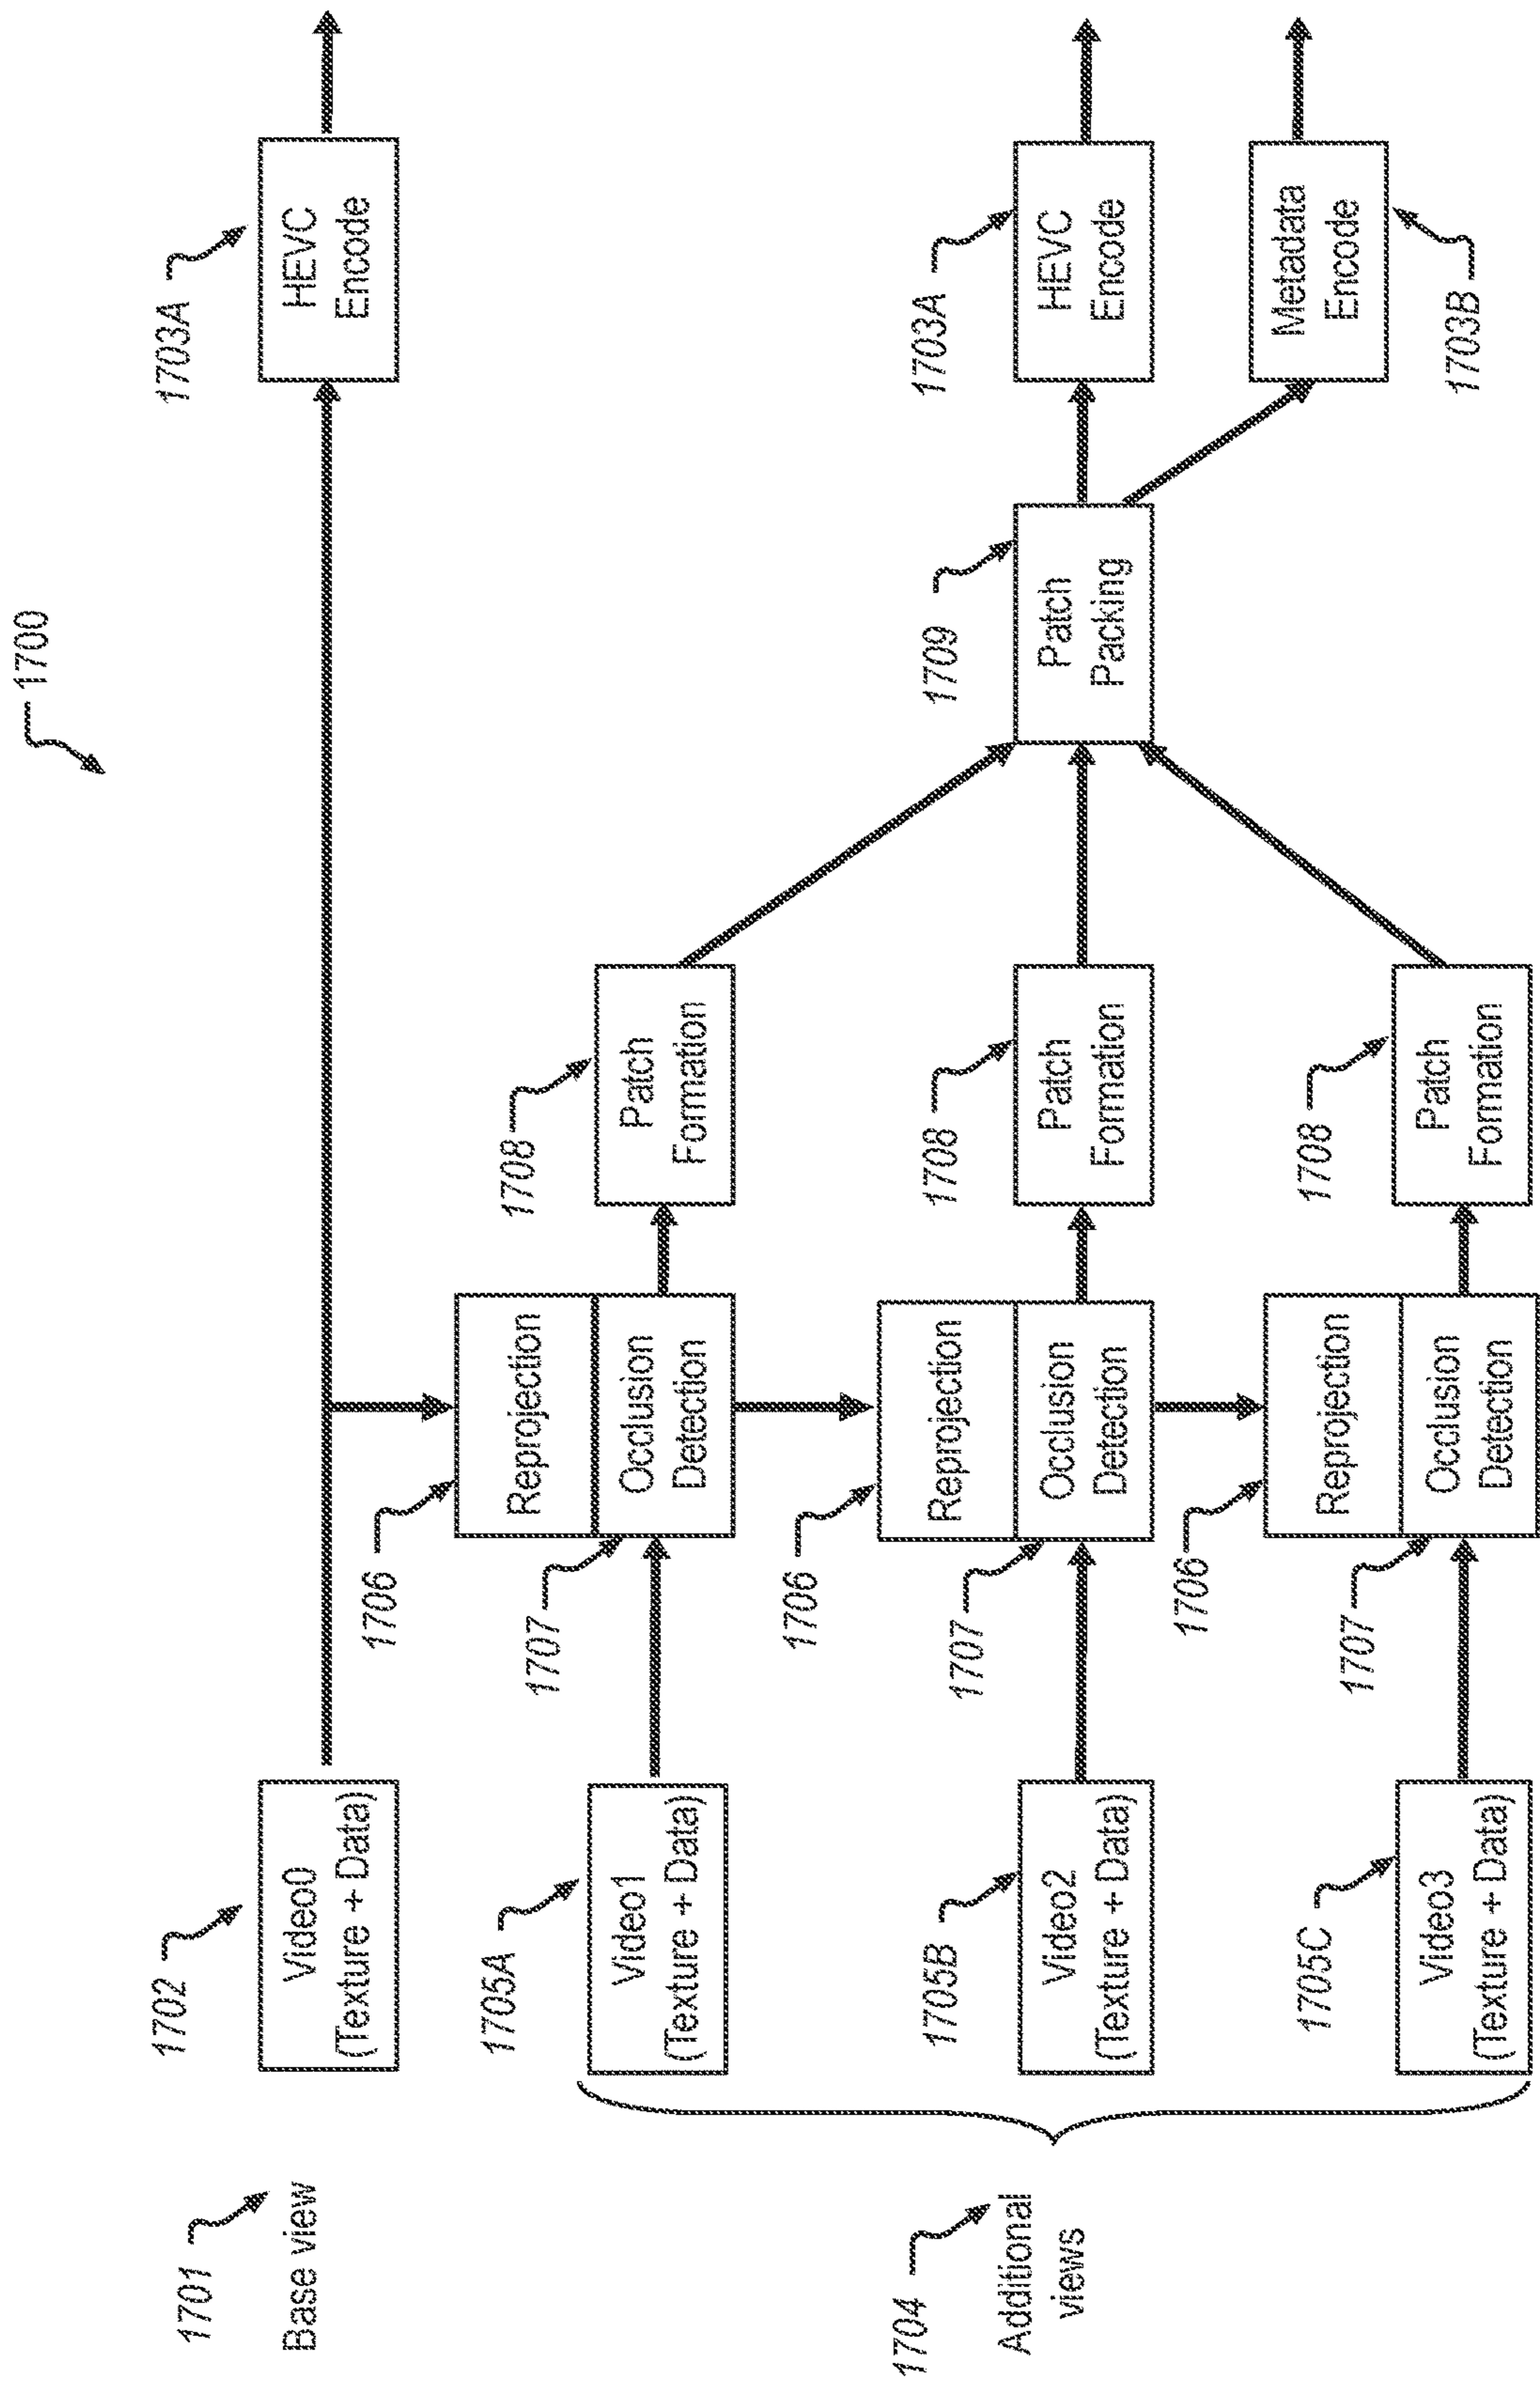 1700
1701
Base view
1702
Video0
(Texture + Data)
1703A
HEVC
Encode
1704
Additional
views
1705A
Video1
(Texture + Data)
1706
Reprojection
1707
Occlusion
Detection
1708
Patch
Formation
1705B
Video2
(Texture + Data)
1706
Reprojection
1707
Occlusion
Detection
1708
Patch
Formation
1709
Patch
Packing
1703A
HEVC
Encode
Metadata
Encode
1703B
1705C
Video3
(Texture + Data)
1706
Reprojection
1707
Occlusion
Detection
1708
Patch
Formation